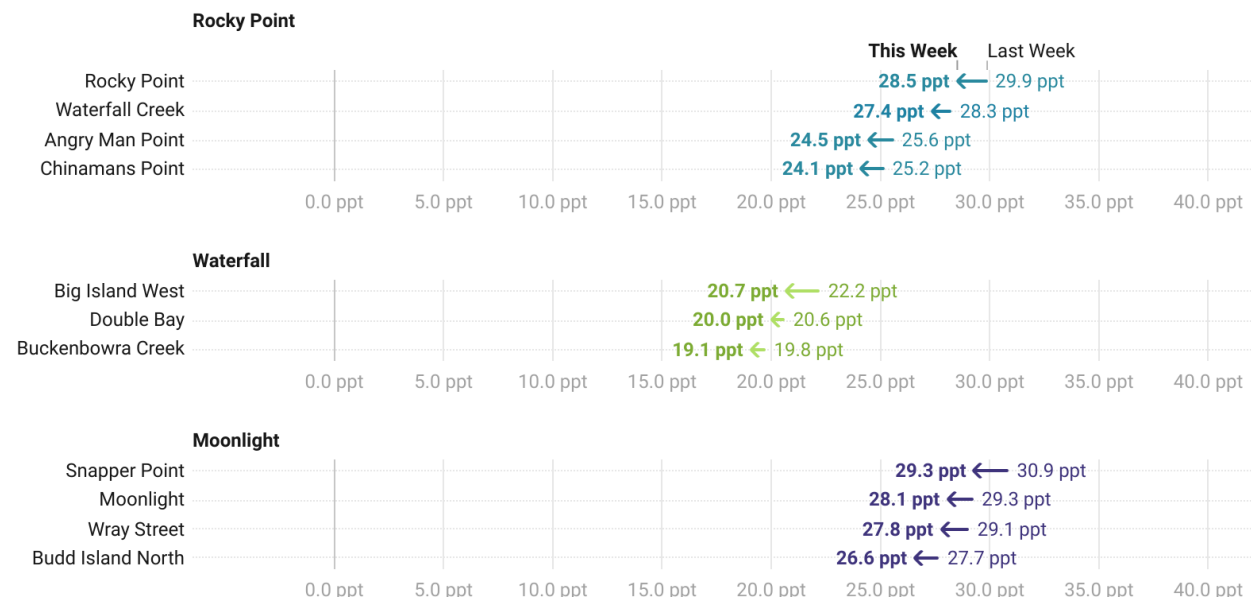 Rocky Point
This Week Last Week
Rocky Point 28.5 ppt 29.9 ppt
Waterfall Creek 27.4 ppt 28.3 ppt
Angry Man Point 24.5 ppt 25.6 ppt
Chinamans Point 24.1 ppt 25.2 ppt
0.0 ppt 5.0 ppt 10.0 ppt 15.0 ppt 20.0 ppt 25.0 ppt 30.0 ppt 35.0 ppt 40.0 ppt
Waterfall
Big Island West 20.7 ppt 22.2 ppt
Double Bay 20.0 ppt 20.6 ppt
Buckenbowra Creek 19.1 ppt 19.8 ppt
0.0 ppt 5.0 ppt 10.0 ppt 15.0 ppt 20.0 ppt 25.0 ppt 30.0 ppt 35.0 ppt 40.0 ppt
Moonlight
Snapper Point 29.3 ppt 30.9 ppt
Moonlight 28.1 ppt 29.3 ppt
Wray Street 27.8 ppt 29.1 ppt
Budd Island North 26.6 ppt 27.7 ppt
0.0 ppt 5.0 ppt 10.0 ppt 15.0 ppt 20.0 ppt 25.0 ppt 30.0 ppt 35.0 ppt 40.0 ppt